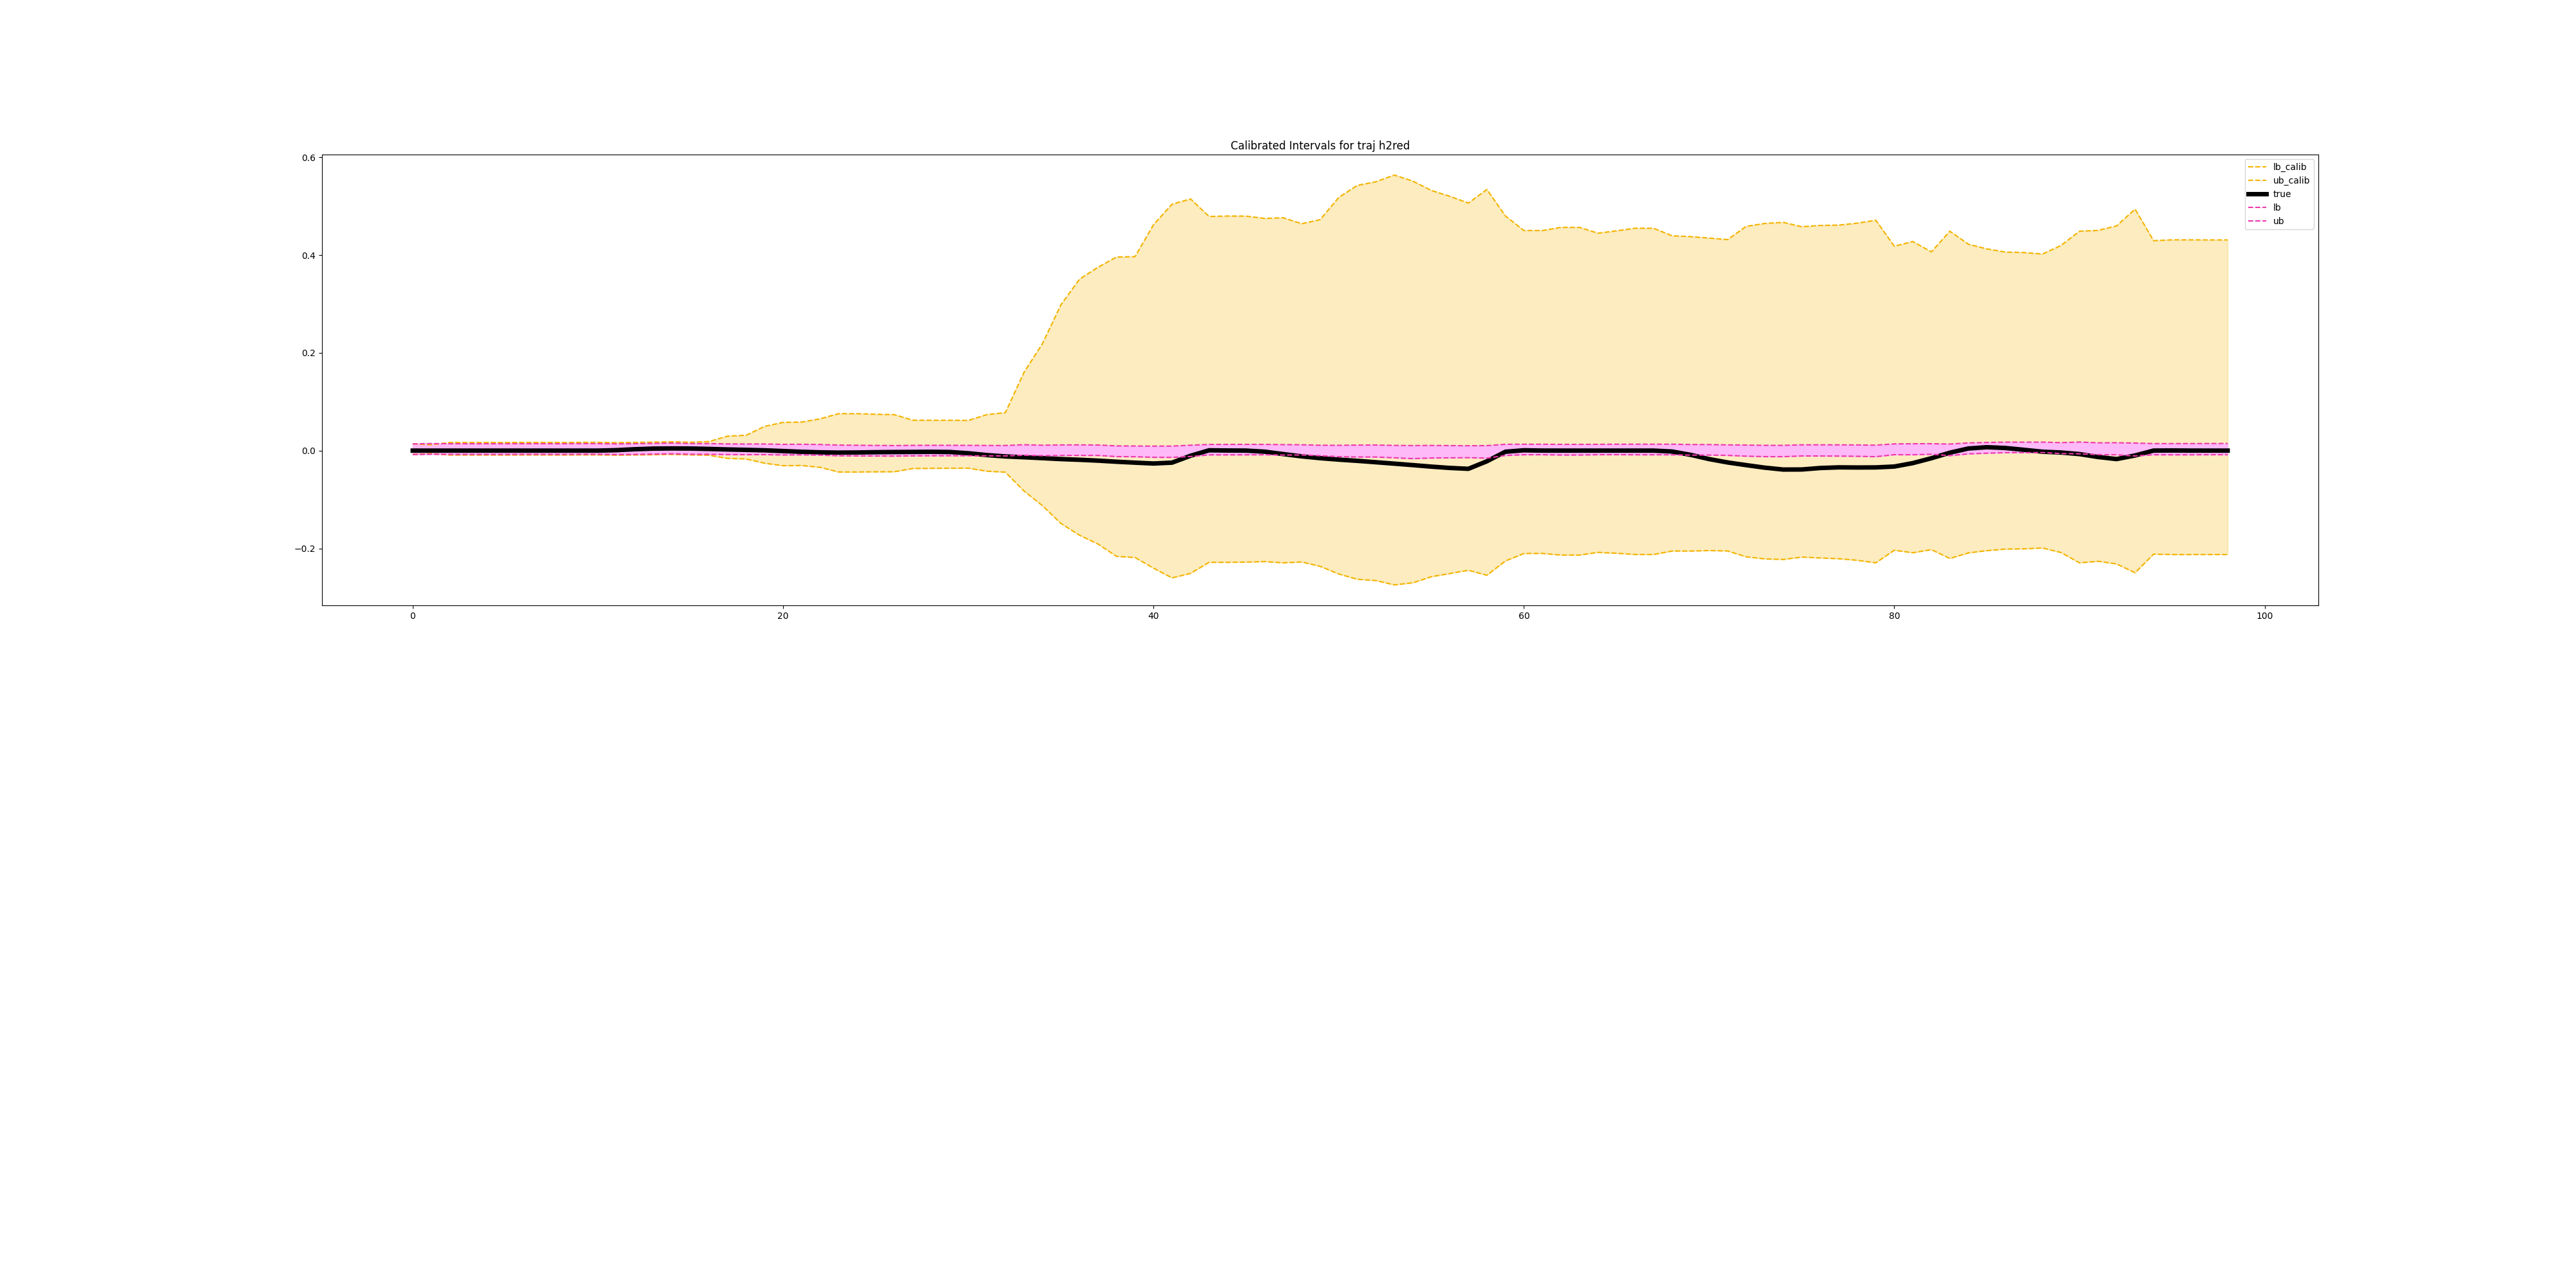 Calibrated Intervals for traj h2red
0.6
0.4
0.2
0.0
−0.2
0 20 40 60 80 100
lb_calib
ub_calib
true
lb
ub